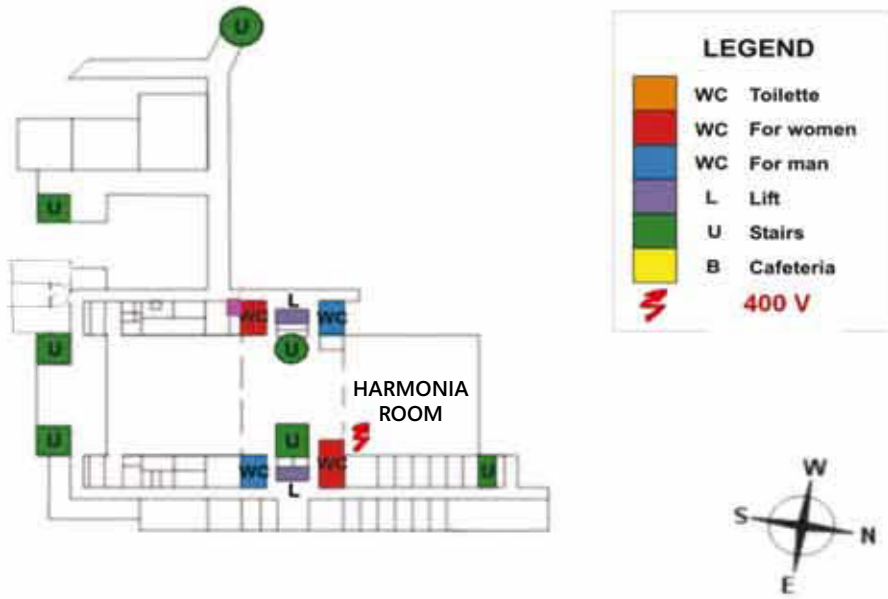 U
U
L
WC
WC
U
U
HARMONIA
ROOM
U
U
WC
WC
U
L
LEGEND
WC Toilette
WC For women
WC For man
L Lift
U Stairs
B Cafeteria
400 V
W
S
N
E